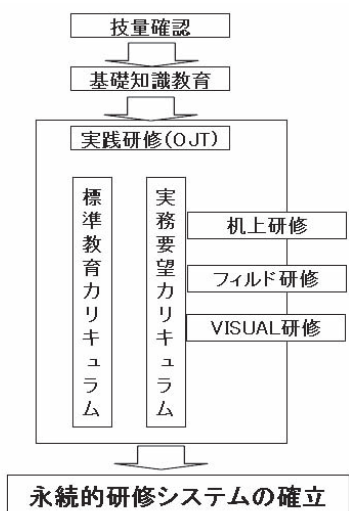 技量確認
基礎知識教育
実践研修(OJT)
標準教育カリキュラム
実務要望カリキュラム
机上研修
フィルド研修
VISUAL研修
永続的研修システムの確立